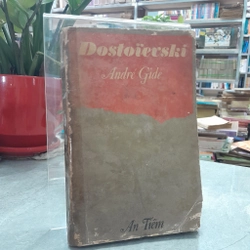 Dostoïevski
André Gide
An Tiêm